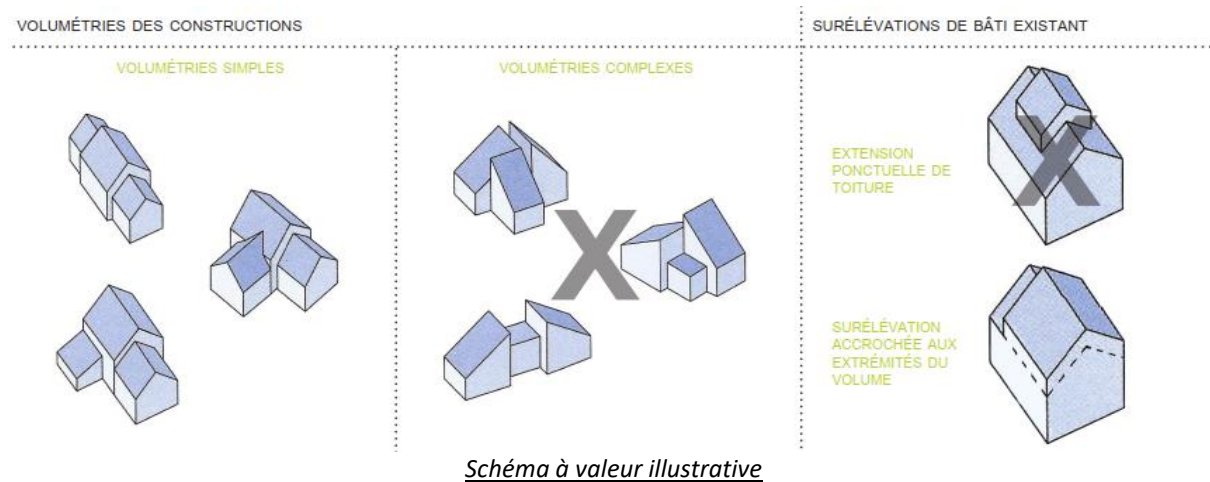 VOLUMÉTRIES DES CONSTRUCTIONS
VOLUMÉTRIES SIMPLES
VOLUMÉTRIES COMPLEXES
X
SURÉLÉVATIONS DE BÂTI EXISTANT
EXTENSION
PONCTUELLE DE
TOITURE
X
SURÉLÉVATION
ACCROCHÉE AUX
EXTRÉMITÉS DU
VOLUME
Schéma à valeur illustrative